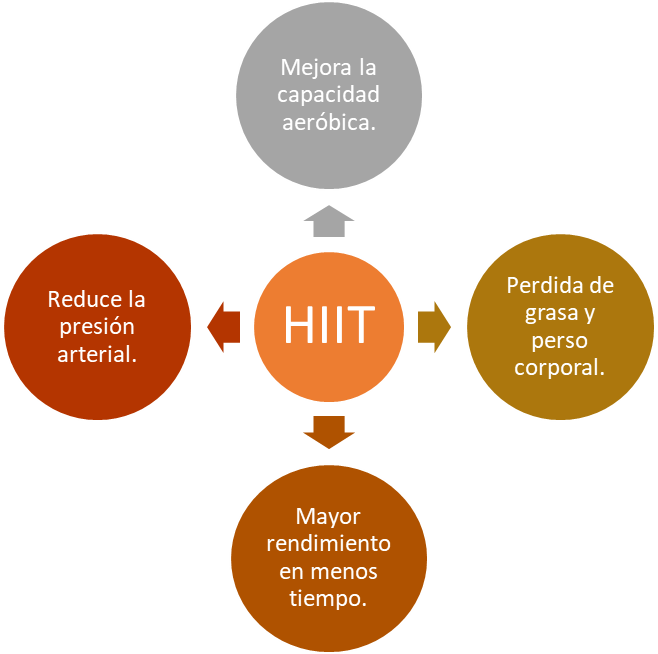 Mejora la
capacidad
aeróbica.
Reduce la
presión
arterial.
HIIT
Perdida de
grasa y
perso
corporal.
Mayor
rendimiento
en menos
tiempo.